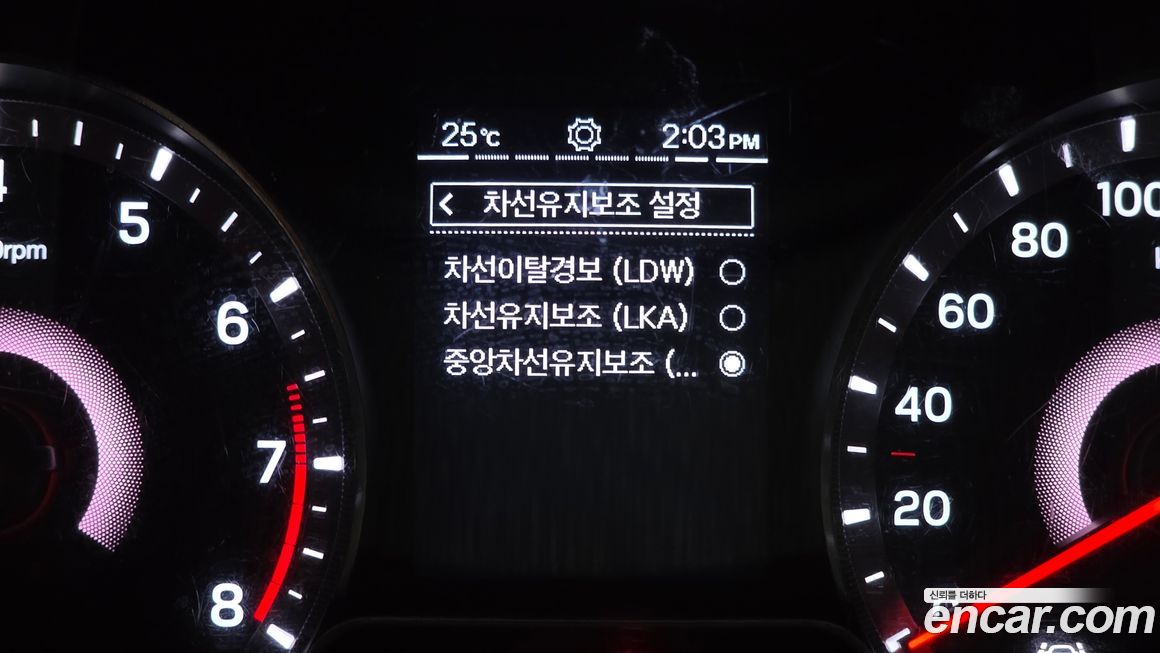 25℃
2:03 PM
차선유지보조 설정
차선이탈경보 (LDW)
차선유지보조 (LKA)
중앙차선유지보조 (...
5
6
7
8
20
40
60
80
100
신뢰를 더하다
encar.com